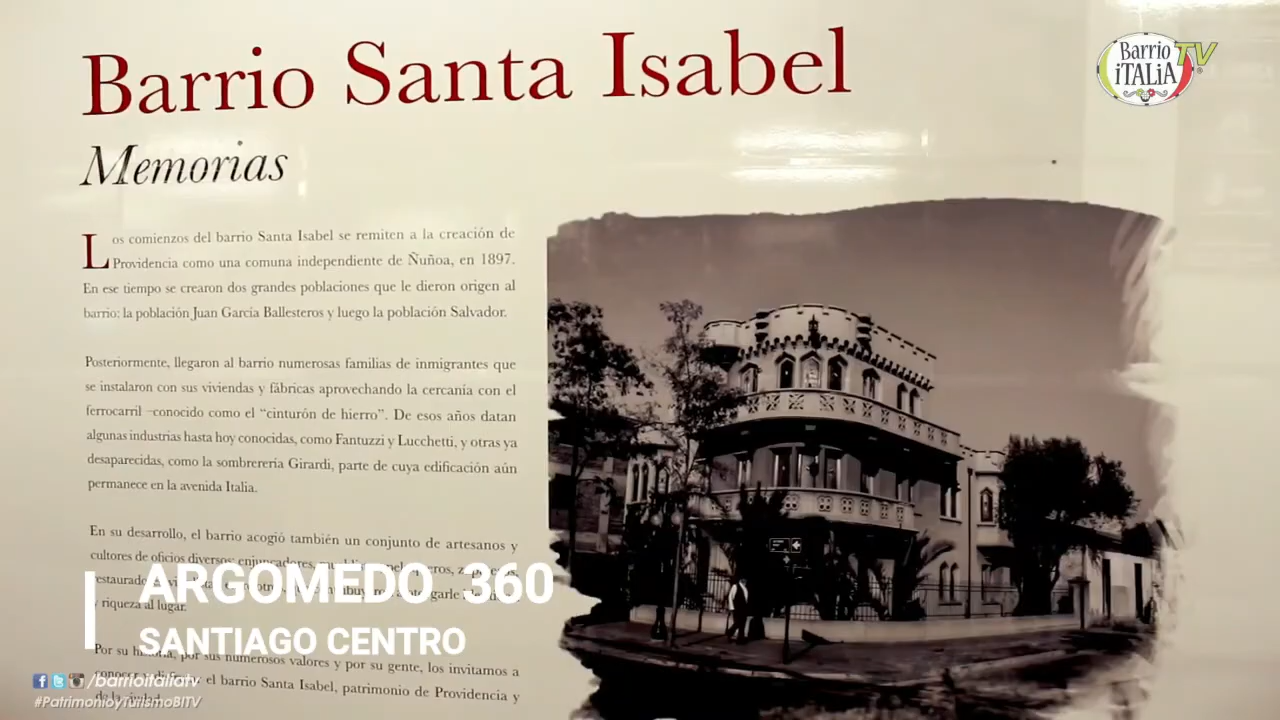 Barrio Santa Isabel
Barrio
iTALiA
TV
Memorias
Los comienzos del barrio Santa Isabel se remiten a la creación de
Providencia como una comuna independiente de Ñuñoa, en 1897.
En ese tiempo se crearon dos grandes poblaciones que le dieron origen al
barrio: la población Juan García Ballesteros y luego la población Salvador.
Posteriormente, llegaron al barrio numerosas familias de inmigrantes que
se instalaron con sus viviendas y fábricas aprovechando la cercanía con el
ferrocarril –conocido como el “cinturón de hierro”. De esos años datan
algunas industrias hasta hoy conocidas, como Fantuzzi y Lucchetti, y otras ya
desaparecidas, como la sombrerería Girardi, parte de cuya edificación aún
permanece en la avenida Italia.
En su desarrollo, el barrio acogió también un conjunto de artesanos y
cultores de oficios diversos:
y riqueza al lugar.
ARGOMEDO 360
SANTIAGO CENTRO
Por su historia, por sus numerosos valores y por su gente, los invitamos a
el barrio Santa Isabel, patrimonio de Providencia y
de la ciudad.
/barrioitaliatv
#PatrimonioyTurismoBITV